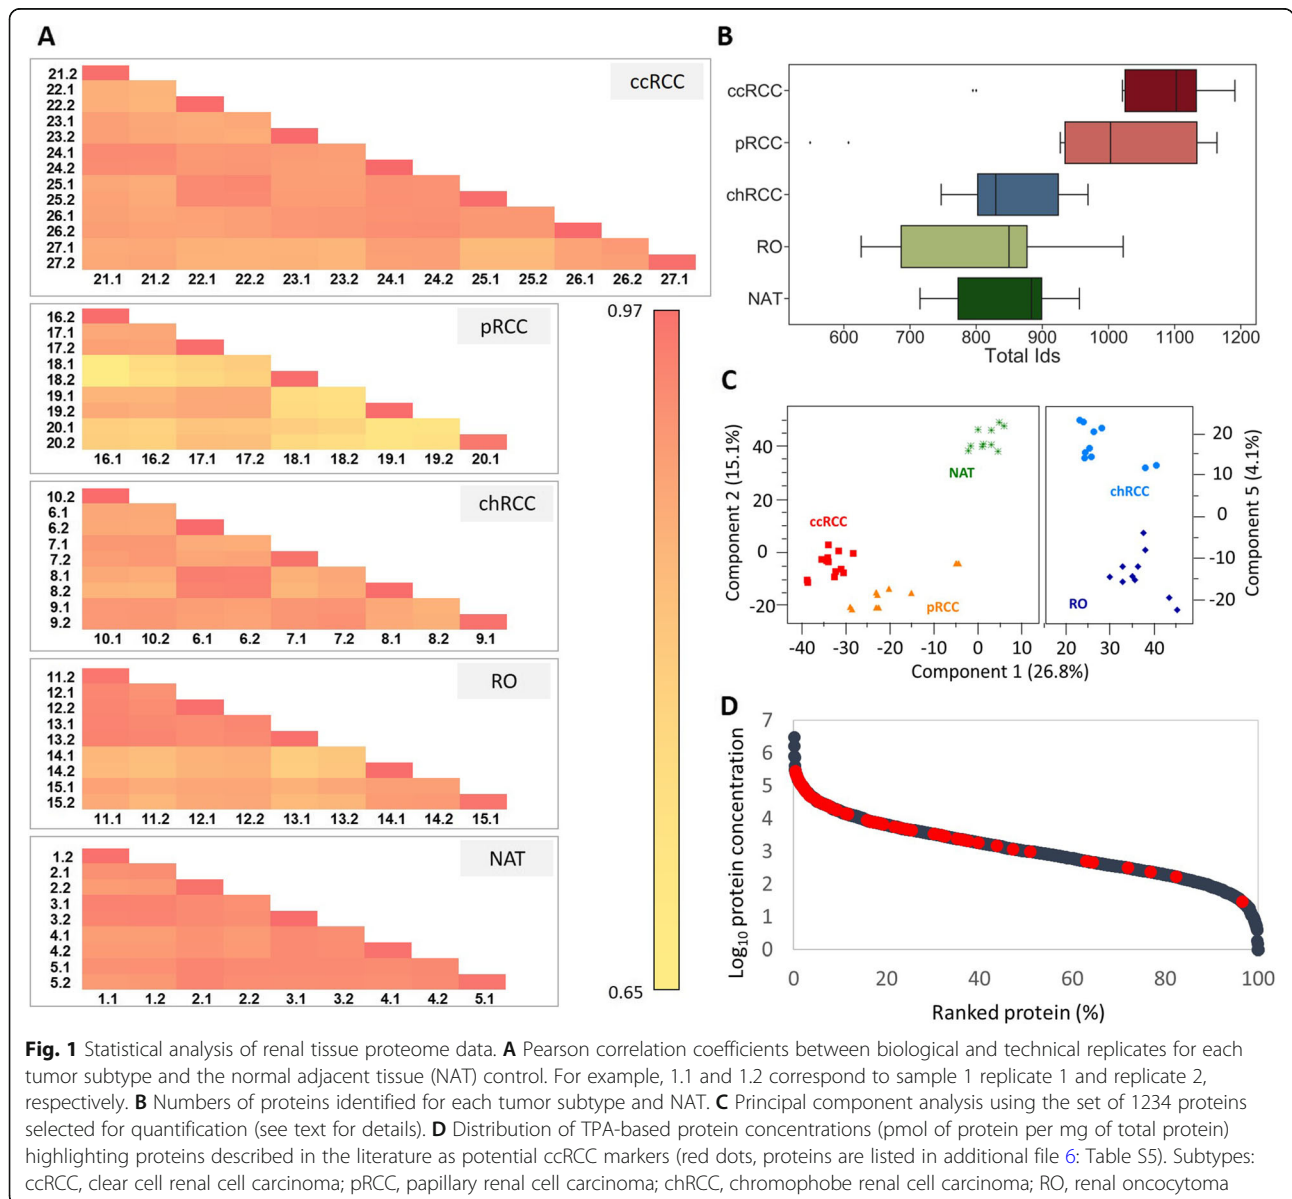 A
ccRCC
21.2
22.1
22.2
23.1
23.2
24.1
24.2
25.1
25.2
26.1
26.2
27.1
27.2
21.1 21.2 22.1 22.2 23.1 23.2 24.1 24.2 25.1 25.2 26.1 26.2 27.1
pRCC
16.2
17.1
17.2
18.1
18.2
19.1
19.2
20.1
20.2
16.1 16.2 17.1 17.2 18.1 18.2 19.1 19.2 20.1
chRCC
10.2
6.1
6.2
7.1
7.2
8.1
8.2
9.1
9.2
10.1 10.2 6.1 6.2 7.1 7.2 8.1 8.2 9.1
RO
11.2
12.1
12.2
13.1
13.2
14.1
14.2
15.1
15.2
11.1 11.2 12.1 12.2 13.1 13.2 14.1 14.2 15.1
NAT
1.2
2.1
2.2
3.1
3.2
4.1
4.2
5.1
5.2
1.1 1.2 2.1 2.2 3.1 3.2 4.1 4.2 5.1
0.97
0.65
B
ccRCC
pRCC
chRCC
RO
NAT
600 700 800 900 1000 1100 1200
Total Ids
C
Component 2 (15.1%)
40
20
0
-20
NAT
ccRCC
pRCC
-40 -30 -20 -10 0 10
chRCC
RO
20 30 40
20
10
0
-10
-20
Component 5 (4.1%)
Component 1 (26.8%)
D
Log10 protein concentration
7
6
5
4
3
2
1
0
0 20 40 60 80 100
Ranked protein (%)
Fig. 1 Statistical analysis of renal tissue proteome data. A Pearson correlation coefficients between biological and technical replicates for each
tumor subtype and the normal adjacent tissue (NAT) control. For example, 1.1 and 1.2 correspond to sample 1 replicate 1 and replicate 2,
respectively. B Numbers of proteins identified for each tumor subtype and NAT. C Principal component analysis using the set of 1234 proteins
selected for quantification (see text for details). D Distribution of TPA-based protein concentrations (pmol of protein per mg of total protein)
highlighting proteins described in the literature as potential ccRCC markers (red dots, proteins are listed in additional file 6: Table S5). Subtypes:
ccRCC, clear cell renal cell carcinoma; pRCC, papillary renal cell carcinoma; chRCC, chromophobe renal cell carcinoma; RO, renal oncocytoma